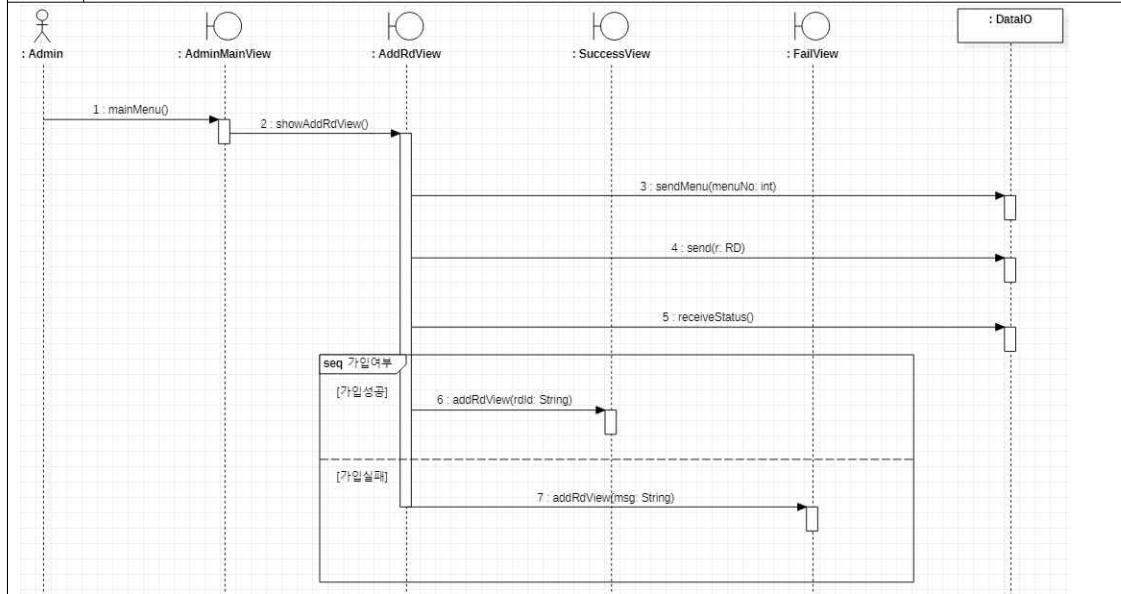 : Admin
: AdminMainView
: AddRdView
: SuccessView
: FailView
: DataIO
1 : mainMenu()
2 : showAddRdView()
3 : sendMenu(menuNo: int)
4 : send(r: RD)
5 : receiveStatus()
seq 가입여부
[가입성공]
6 : addRdView(rdId: String)
[가입실패]
7 : addRdView(msg: String)